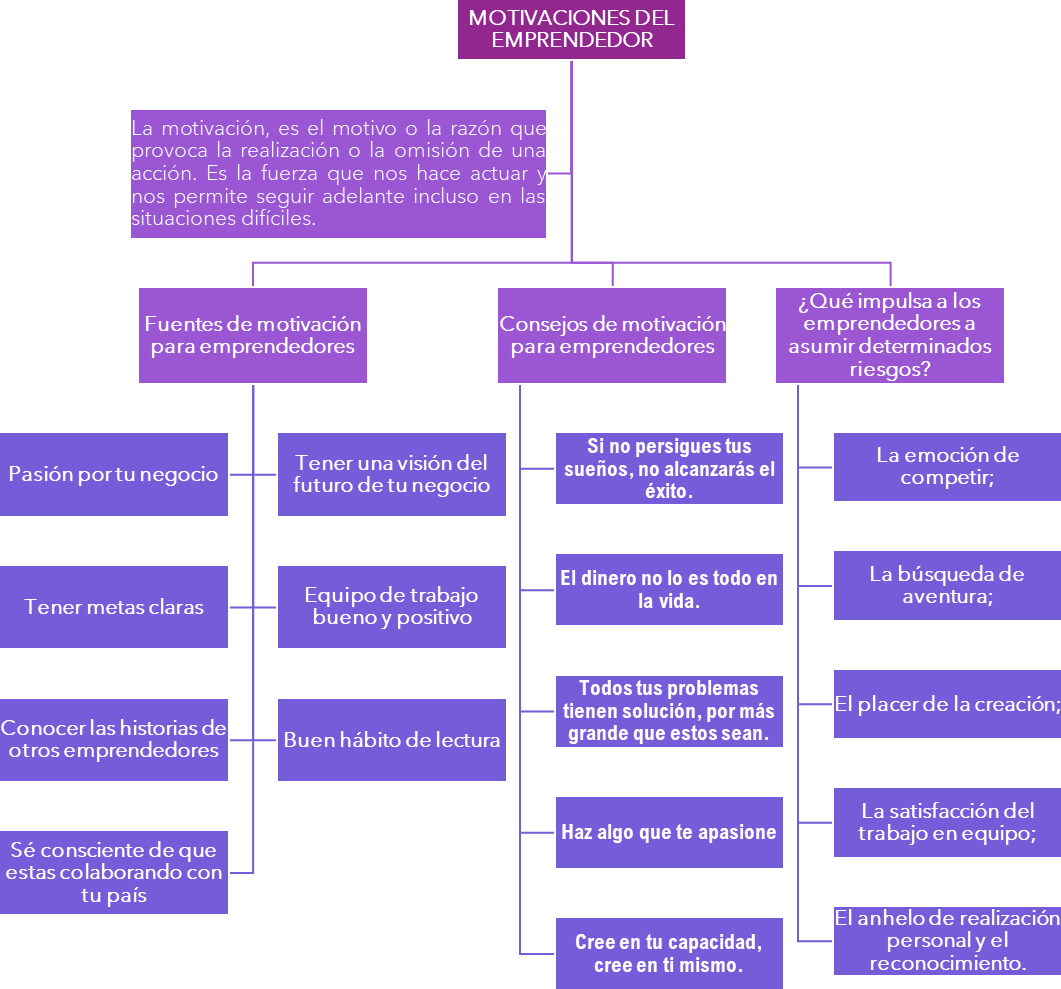 MOTIVACIONES DEL
EMPRENDEDOR
La motivación, es el motivo o la razón que
provoca la realización o la omisión de una
acción. Es la fuerza que nos hace actuar y
nos permite seguir adelante incluso en las
situaciones difíciles.
Fuentes de motivación
para emprendedores
Pasión por tu negocio
Tener una visión del
futuro de tu negocio
Tener metas claras
Equipo de trabajo
bueno y positivo
Conocer las historias de
otros emprendedores
Buen hábito de lectura
Sé consciente de que
estas colaborando con
tu país
Consejos de motivación
para emprendedores
Si no persigues tus
sueños, no alcanzarás el
éxito.
El dinero no lo es todo en
la vida.
Todos tus problemas
tienen solución, por más
grande que estos sean.
Haz algo que te apasione
Cree en tu capacidad,
cree en ti mismo.
¿Qué impulsa a los
emprendedores a
asumir determinados
riesgos?
La emoción de
competir;
La búsqueda de
aventura;
El placer de la creación;
La satisfacción del
trabajo en equipo;
El anhelo de realización
personal y el
reconocimiento.